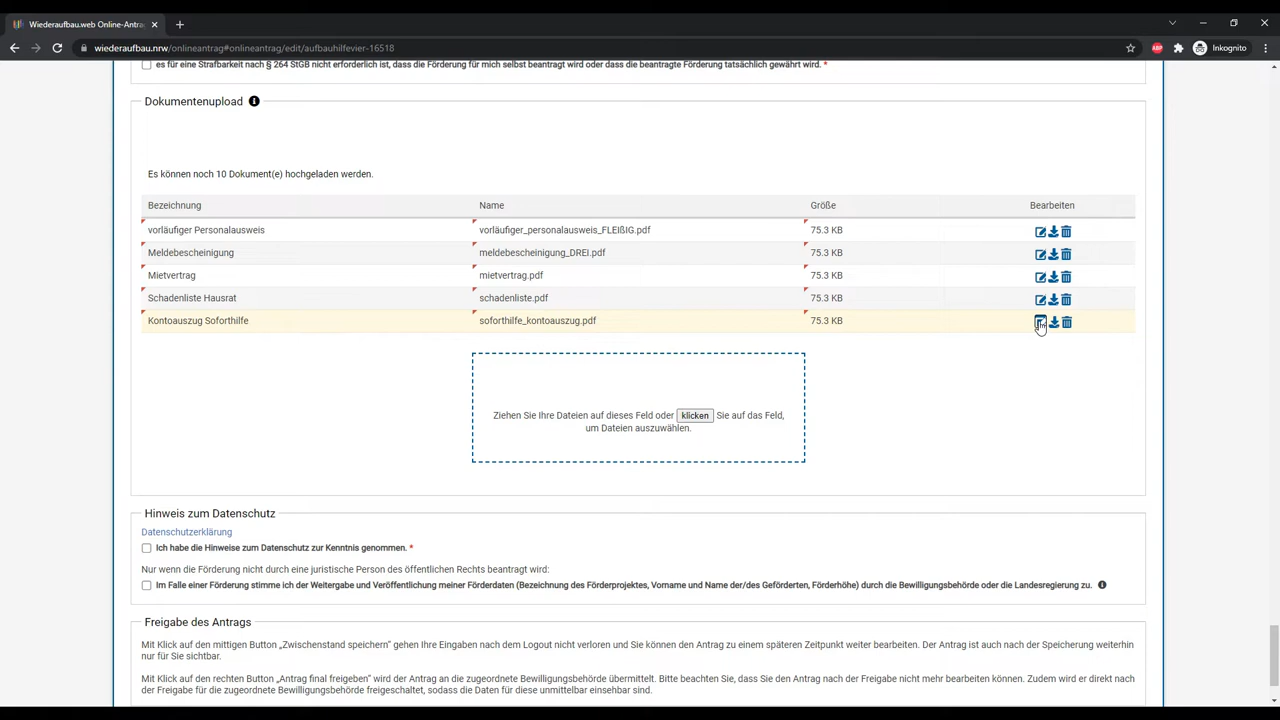 Wiederaufbau.web Online-Antra
wiederaufbau.nrw/onlineantrag#onlineantrag/edit/aufbauhilfevier-16518
ABP
Inkognito
es für eine Strafbarkeit nach § 264 StGB nicht erforderlich ist, dass die Förderung für mich selbst beantragt wird oder dass die beantragte Förderung tatsächlich gewährt wird. *
Dokumentenupload
Es können noch 10 Dokument(e) hochgeladen werden.
Bezeichnung Name Größe Bearbeiten
vorläufiger Personalausweis vorläufiger_personalausweis_FLEIßIG.pdf 75.3 KB
Meldebescheinigung meldebescheinigung_DREI.pdf 75.3 KB
Mietvertrag mietvertrag.pdf 75.3 KB
Schadenliste Hausrat schadenliste.pdf 75.3 KB
Kontoauszug Soforthilfe soforthilfe_kontoauszug.pdf 75.3 KB
Ziehen Sie Ihre Dateien auf dieses Feld oder klicken Sie auf das Feld,
um Dateien auszuwählen.
Hinweis zum Datenschutz
Datenschutzerklärung
Ich habe die Hinweise zum Datenschutz zur Kenntnis genommen. *
Nur wenn die Förderung nicht durch eine juristische Person des öffentlichen Rechts beantragt wird:
Im Falle einer Förderung stimme ich der Weitergabe und Veröffentlichung meiner Förderdaten (Bezeichnung des Förderprojektes, Vorname und Name der/des Geförderten, Förderhöhe) durch die Bewilligungsbehörde oder die Landesregierung zu.
Freigabe des Antrags
Mit Klick auf den mittigen Button „Zwischenstand speichern" gehen Ihre Eingaben nach dem Logout nicht verloren und Sie können den Antrag zu einem späteren Zeitpunkt weiter bearbeiten. Der Antrag ist auch nach der Speicherung weiterhin
nur für Sie sichtbar.
Mit Klick auf den rechten Button „Antrag final freigeben" wird der Antrag an die zugeordnete Bewilligungsbehörde übermittelt. Bitte beachten Sie, dass Sie den Antrag nach der Freigabe nicht mehr bearbeiten können. Zudem wird er direkt nach
der Freigabe für die zugeordnete Bewilligungsbehörde freigeschaltet, sodass die Daten für diese unmittelbar einsehbar sind.